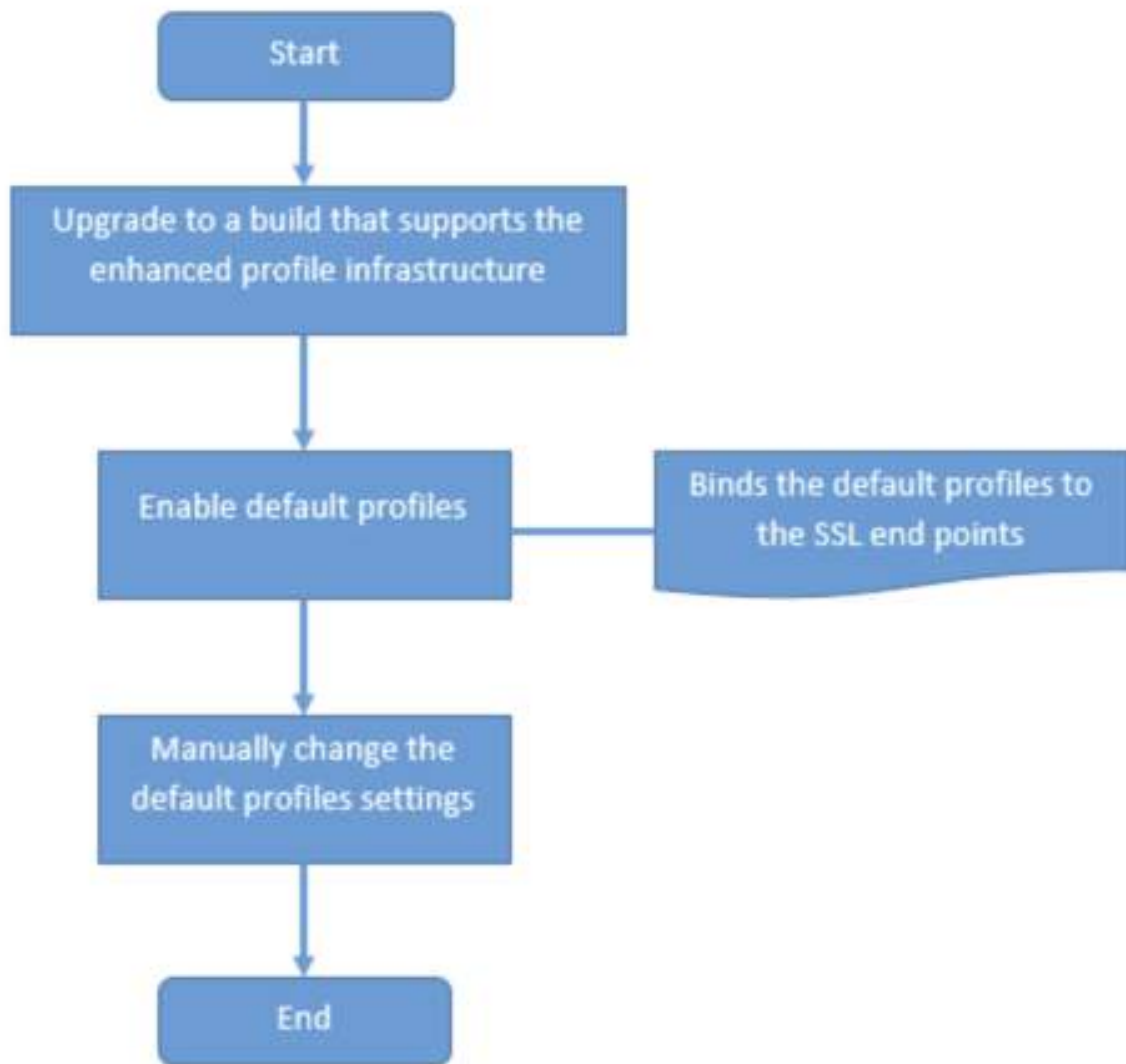 Start
Upgrade to a build that supports the
enhanced profile infrastructure
Enable default profiles
Binds the default profiles to
the SSL end points
Manually change the
default profiles settings
End